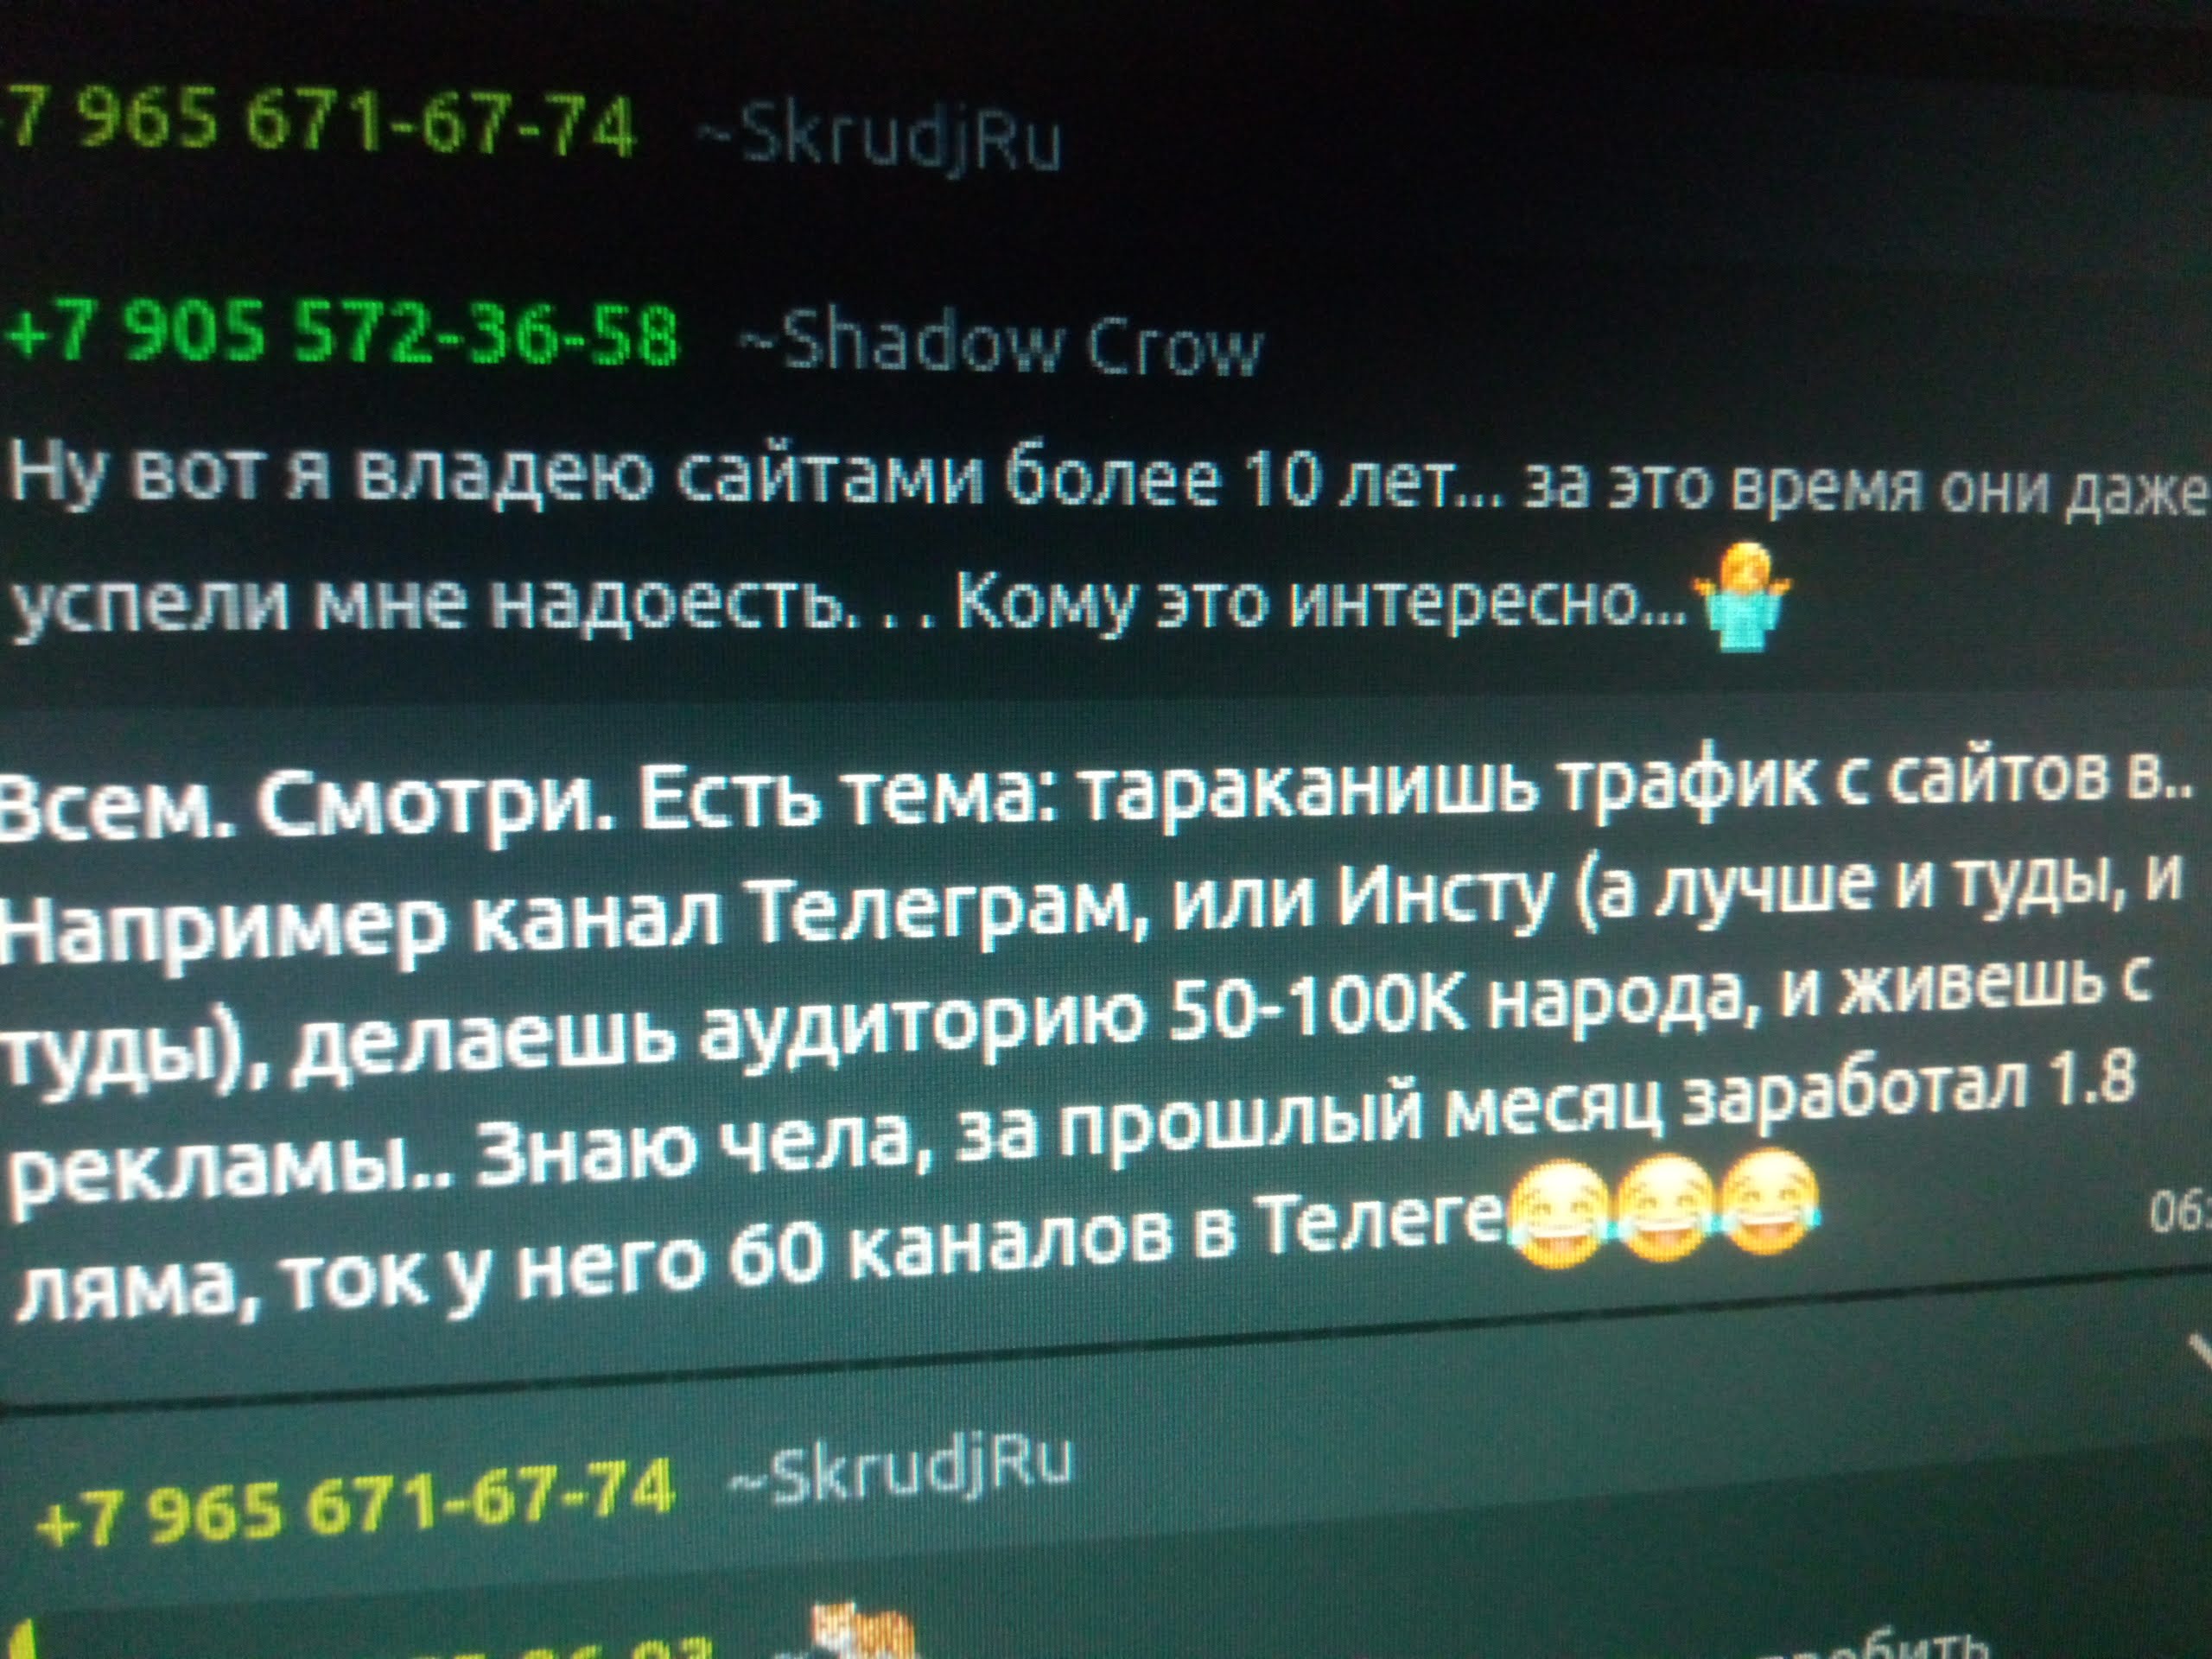 7 965 671-67-74 ~SkrudjRu
+7 905 572-36-58 ~Shadow Crow
Ну вот я владею сайтами более 10 лет... за это время они даже
успели мне надоесть. . . Кому это интересно...🤷
Всем. Смотри. Есть тема: тараканишь трафик с сайтов в..
Например канал Телеграм, или Инсту (а лучше и туды, и
туды), делаешь аудиторию 50-100К народа, и живешь с
рекламы.. Знаю чела, за прошлый месяц заработал 1.8
ляма, ток у него 60 каналов в Телеге😂😂😂
06:
+7 965 671-67-74 ~SkrudjRu